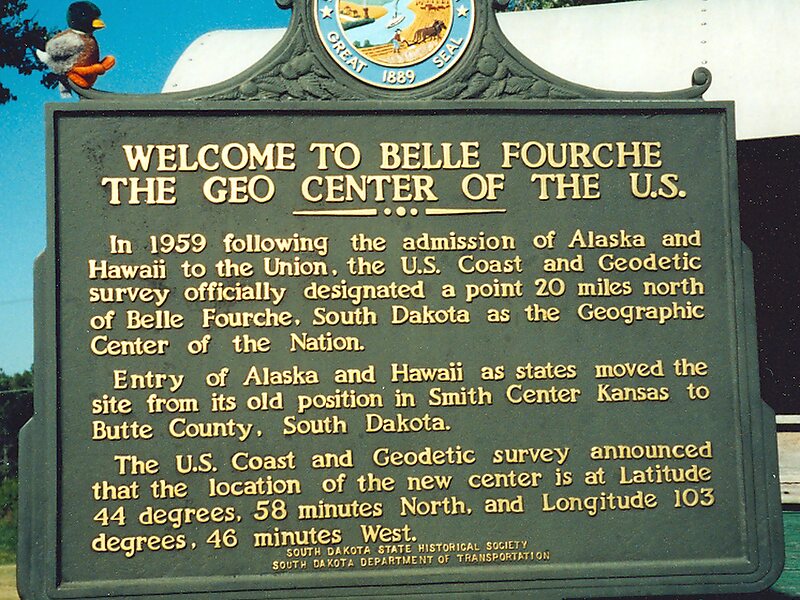 GREAT SEAL
1889
WELCOME TO BELLE FOURCHE
THE GEO CENTER OF THE U.S.
In 1959 following the admission of Alaska and
Hawaii to the Union, the U.S. Coast and Geodetic
survey officially designated a point 20 miles north
of Belle Fourche, South Dakota as the Geographic
Center of the Nation.
Entry of Alaska and Hawaii as states moved the
site from its old position in Smith Center Kansas to
Butte County, South Dakota.
The U.S. Coast and Geodetic survey announced
that the location of the new center is at Latitude
44 degrees, 58 minutes North, and Longitude 103
degrees, 46 minutes West.
SOUTH DAKOTA STATE HISTORICAL SOCIETY
SOUTH DAKOTA DEPARTMENT OF TRANSPORTATION